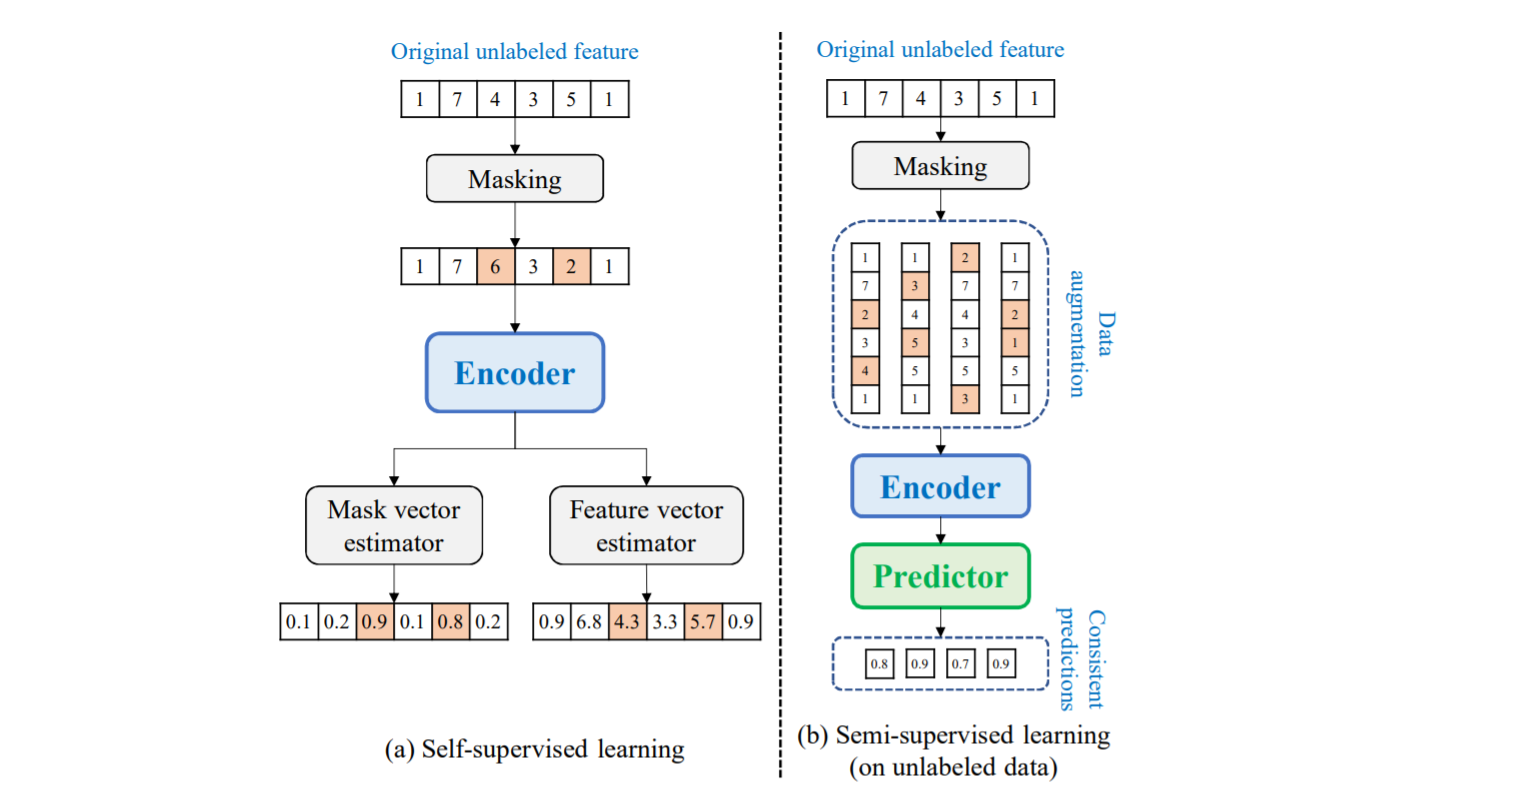 Original unlabeled feature
1 7 4 3 5 1
Masking
1 7 6 3 2 1
Encoder
Mask vector
estimator
Feature vector
estimator
0.1 0.2 0.9 0.1 0.8 0.2
0.9 6.8 4.3 3.3 5.7 0.9
(a) Self-supervised learning
Original unlabeled feature
1 7 4 3 5 1
Masking
1 1 2 1
7 3 7 7
2 4 4 2
3 5 3 1
4 5 5 5
1 1 3 1
Data
augmentation
Encoder
Predictor
0.8 0.9 0.7 0.9
Consistent
predictions
(b) Semi-supervised learning
(on unlabeled data)